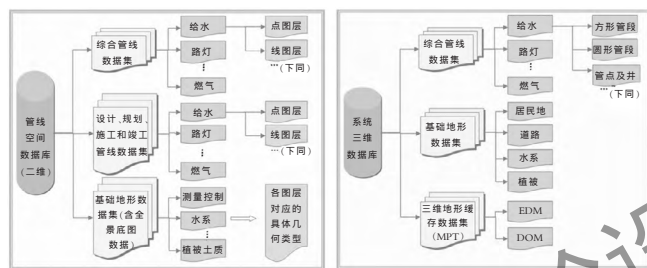 管线
空间
数据库
(二维)
综合管线
数据集
给水
路灯
⋮
燃气
点图层
线图层
…(下同)
设计、规划、
施工和竣工
管线数据集
给水
路灯
⋮
燃气
点图层
线图层
…(下同)
基础地形数
据集(含全
景底图
数据)
测量控制
水系
⋮
植被土质
各图层
对应的
具体几
何类型
系统
三维
数据库
综合管线
数据集
给水
路灯
⋮
燃气
方形管段
圆形管段
管点及井
…(下同)
基础地形
数据集
居民地
道路
水系
植被
三维地形缓
存数据集
(MPT)
EDM
DOM